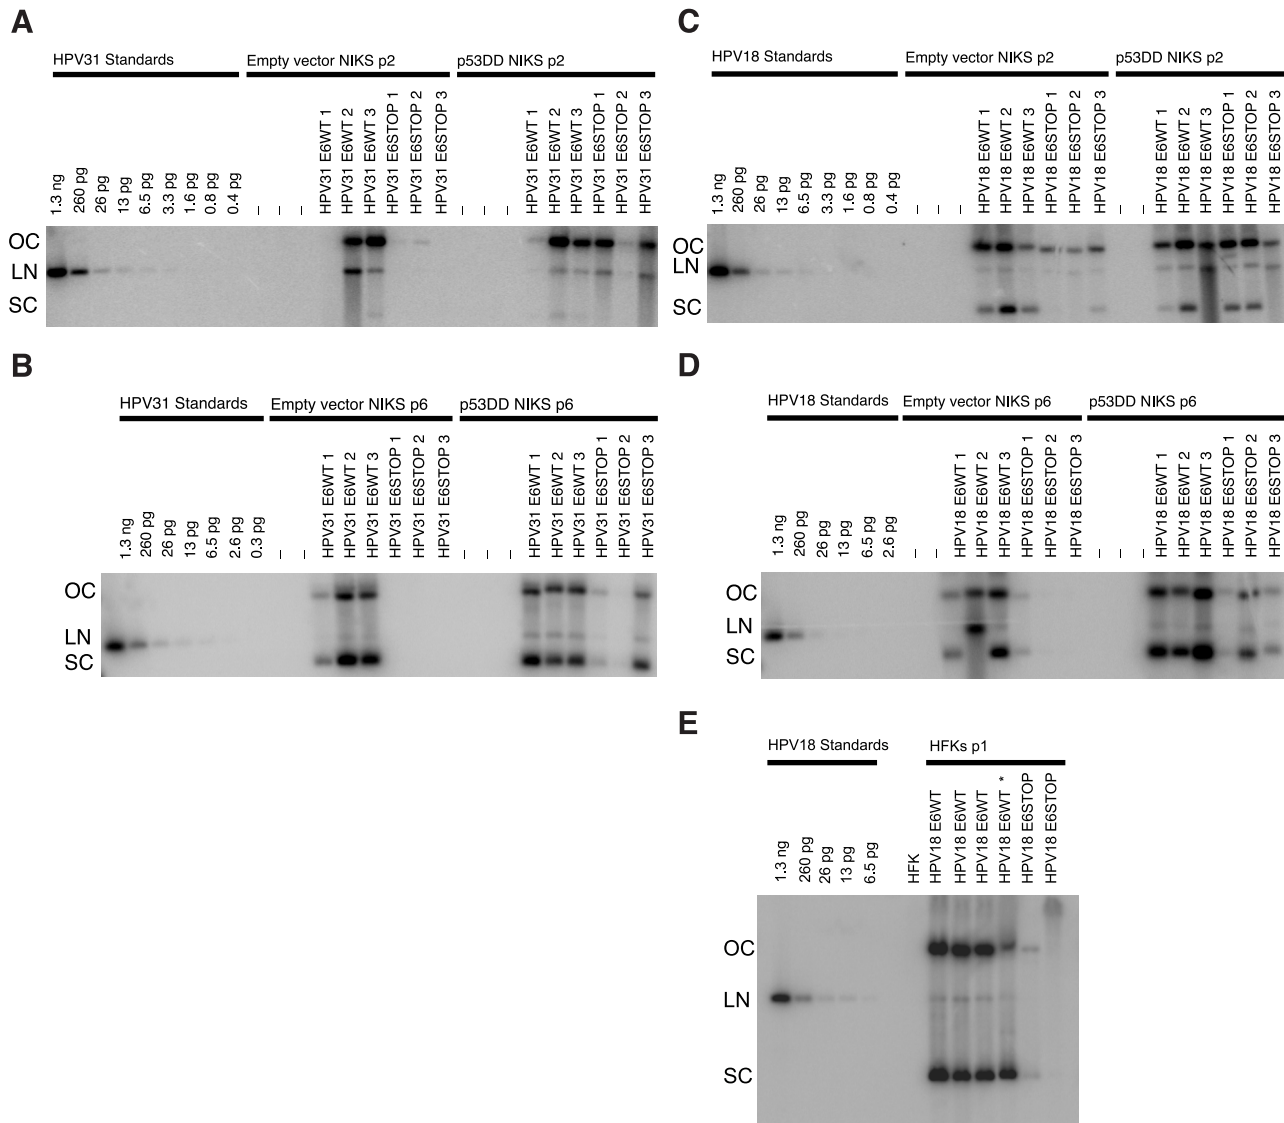 A
HPV31 Standards
Empty vector NIKS p2
p53DD NIKS p2
1.3 ng
260 pg
26 pg
13 pg
6.5 pg
3.3 pg
1.6 pg
0.8 pg
0.4 pg
–
–
–
HPV31 E6WT 1
HPV31 E6WT 2
HPV31 E6WT 3
HPV31 E6STOP 1
HPV31 E6STOP 2
HPV31 E6STOP 3
–
–
–
HPV31 E6WT 1
HPV31 E6WT 2
HPV31 E6WT 3
HPV31 E6STOP 1
HPV31 E6STOP 2
HPV31 E6STOP 3
OC
LN
SC
C
HPV18 Standards
Empty vector NIKS p2
p53DD NIKS p2
1.3 ng
260 pg
26 pg
13 pg
6.5 pg
3.3 pg
1.6 pg
0.8 pg
0.4 pg
–
–
–
HPV18 E6WT 1
HPV18 E6WT 2
HPV18 E6WT 3
HPV18 E6STOP 1
HPV18 E6STOP 2
HPV18 E6STOP 3
–
–
HPV18 E6WT 1
HPV18 E6WT 2
HPV18 E6WT 3
HPV18 E6STOP 1
HPV18 E6STOP 2
HPV18 E6STOP 3
OC
LN
SC
B
HPV31 Standards
Empty vector NIKS p6
p53DD NIKS p6
1.3 ng
260 pg
26 pg
13 pg
6.5 pg
2.6 pg
0.3 pg
–
–
HPV31 E6WT 1
HPV31 E6WT 2
HPV31 E6WT 3
HPV31 E6STOP 1
HPV31 E6STOP 2
HPV31 E6STOP 3
–
–
–
HPV31 E6WT 1
HPV31 E6WT 2
HPV31 E6WT 3
HPV31 E6STOP 1
HPV31 E6STOP 2
HPV31 E6STOP 3
OC
LN
SC
D
HPV18 Standards
Empty vector NIKS p6
p53DD NIKS p6
1.3 ng
260 pg
26 pg
13 pg
6.5 pg
2.6 pg
–
–
HPV18 E6WT 1
HPV18 E6WT 2
HPV18 E6WT 3
HPV18 E6STOP 1
HPV18 E6STOP 2
HPV18 E6STOP 3
–
–
–
HPV18 E6WT 1
HPV18 E6WT 2
HPV18 E6WT 3
HPV18 E6STOP 1
HPV18 E6STOP 2
HPV18 E6STOP 3
OC
LN
SC
E
HPV18 Standards
HFKs p1
1.3 ng
260 pg
26 pg
13 pg
6.5 pg
HFK
HPV18 E6WT
HPV18 E6WT
HPV18 E6WT
HPV18 E6WT *
HPV18 E6STOP
HPV18 E6STOP
OC
LN
SC